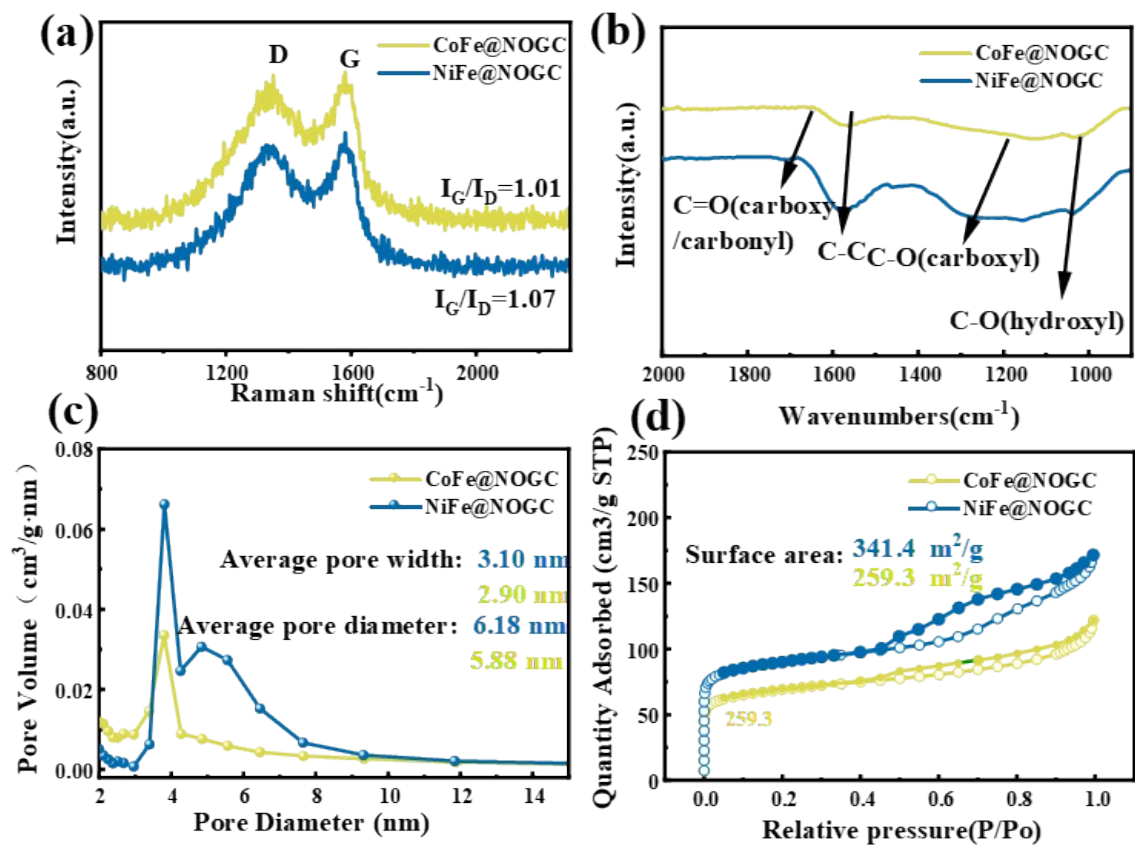 (a)
D
G
CoFe@NOGC
NiFe@NOGC
I_G/I_D=1.01
I_G/I_D=1.07
Intensity(a.u.)
800 1200 1600 2000
Raman shift(cm⁻¹)
(b)
CoFe@NOGC
NiFe@NOGC
C=O(carboxy
/carbonyl)
C-C
C-O(carboxyl)
C-O(hydroxyl)
Intensity(a.u.)
2000 1800 1600 1400 1200 1000
Wavenumbers(cm⁻¹)
(c)
CoFe@NOGC
NiFe@NOGC
Average pore width: 3.10 nm
2.90 nm
Average pore diameter: 6.18 nm
5.88 nm
Pore Volume (cm³/g·nm)
0.08
0.06
0.04
0.02
0.00
2 4 6 8 10 12 14
Pore Diameter (nm)
(d)
CoFe@NOGC
NiFe@NOGC
Surface area: 341.4 m²/g
259.3 m²/g
259.3
Quantity Adsorbed (cm3/g STP)
250
200
150
100
50
0
0.0 0.2 0.4 0.6 0.8 1.0
Relative pressure(P/Po)